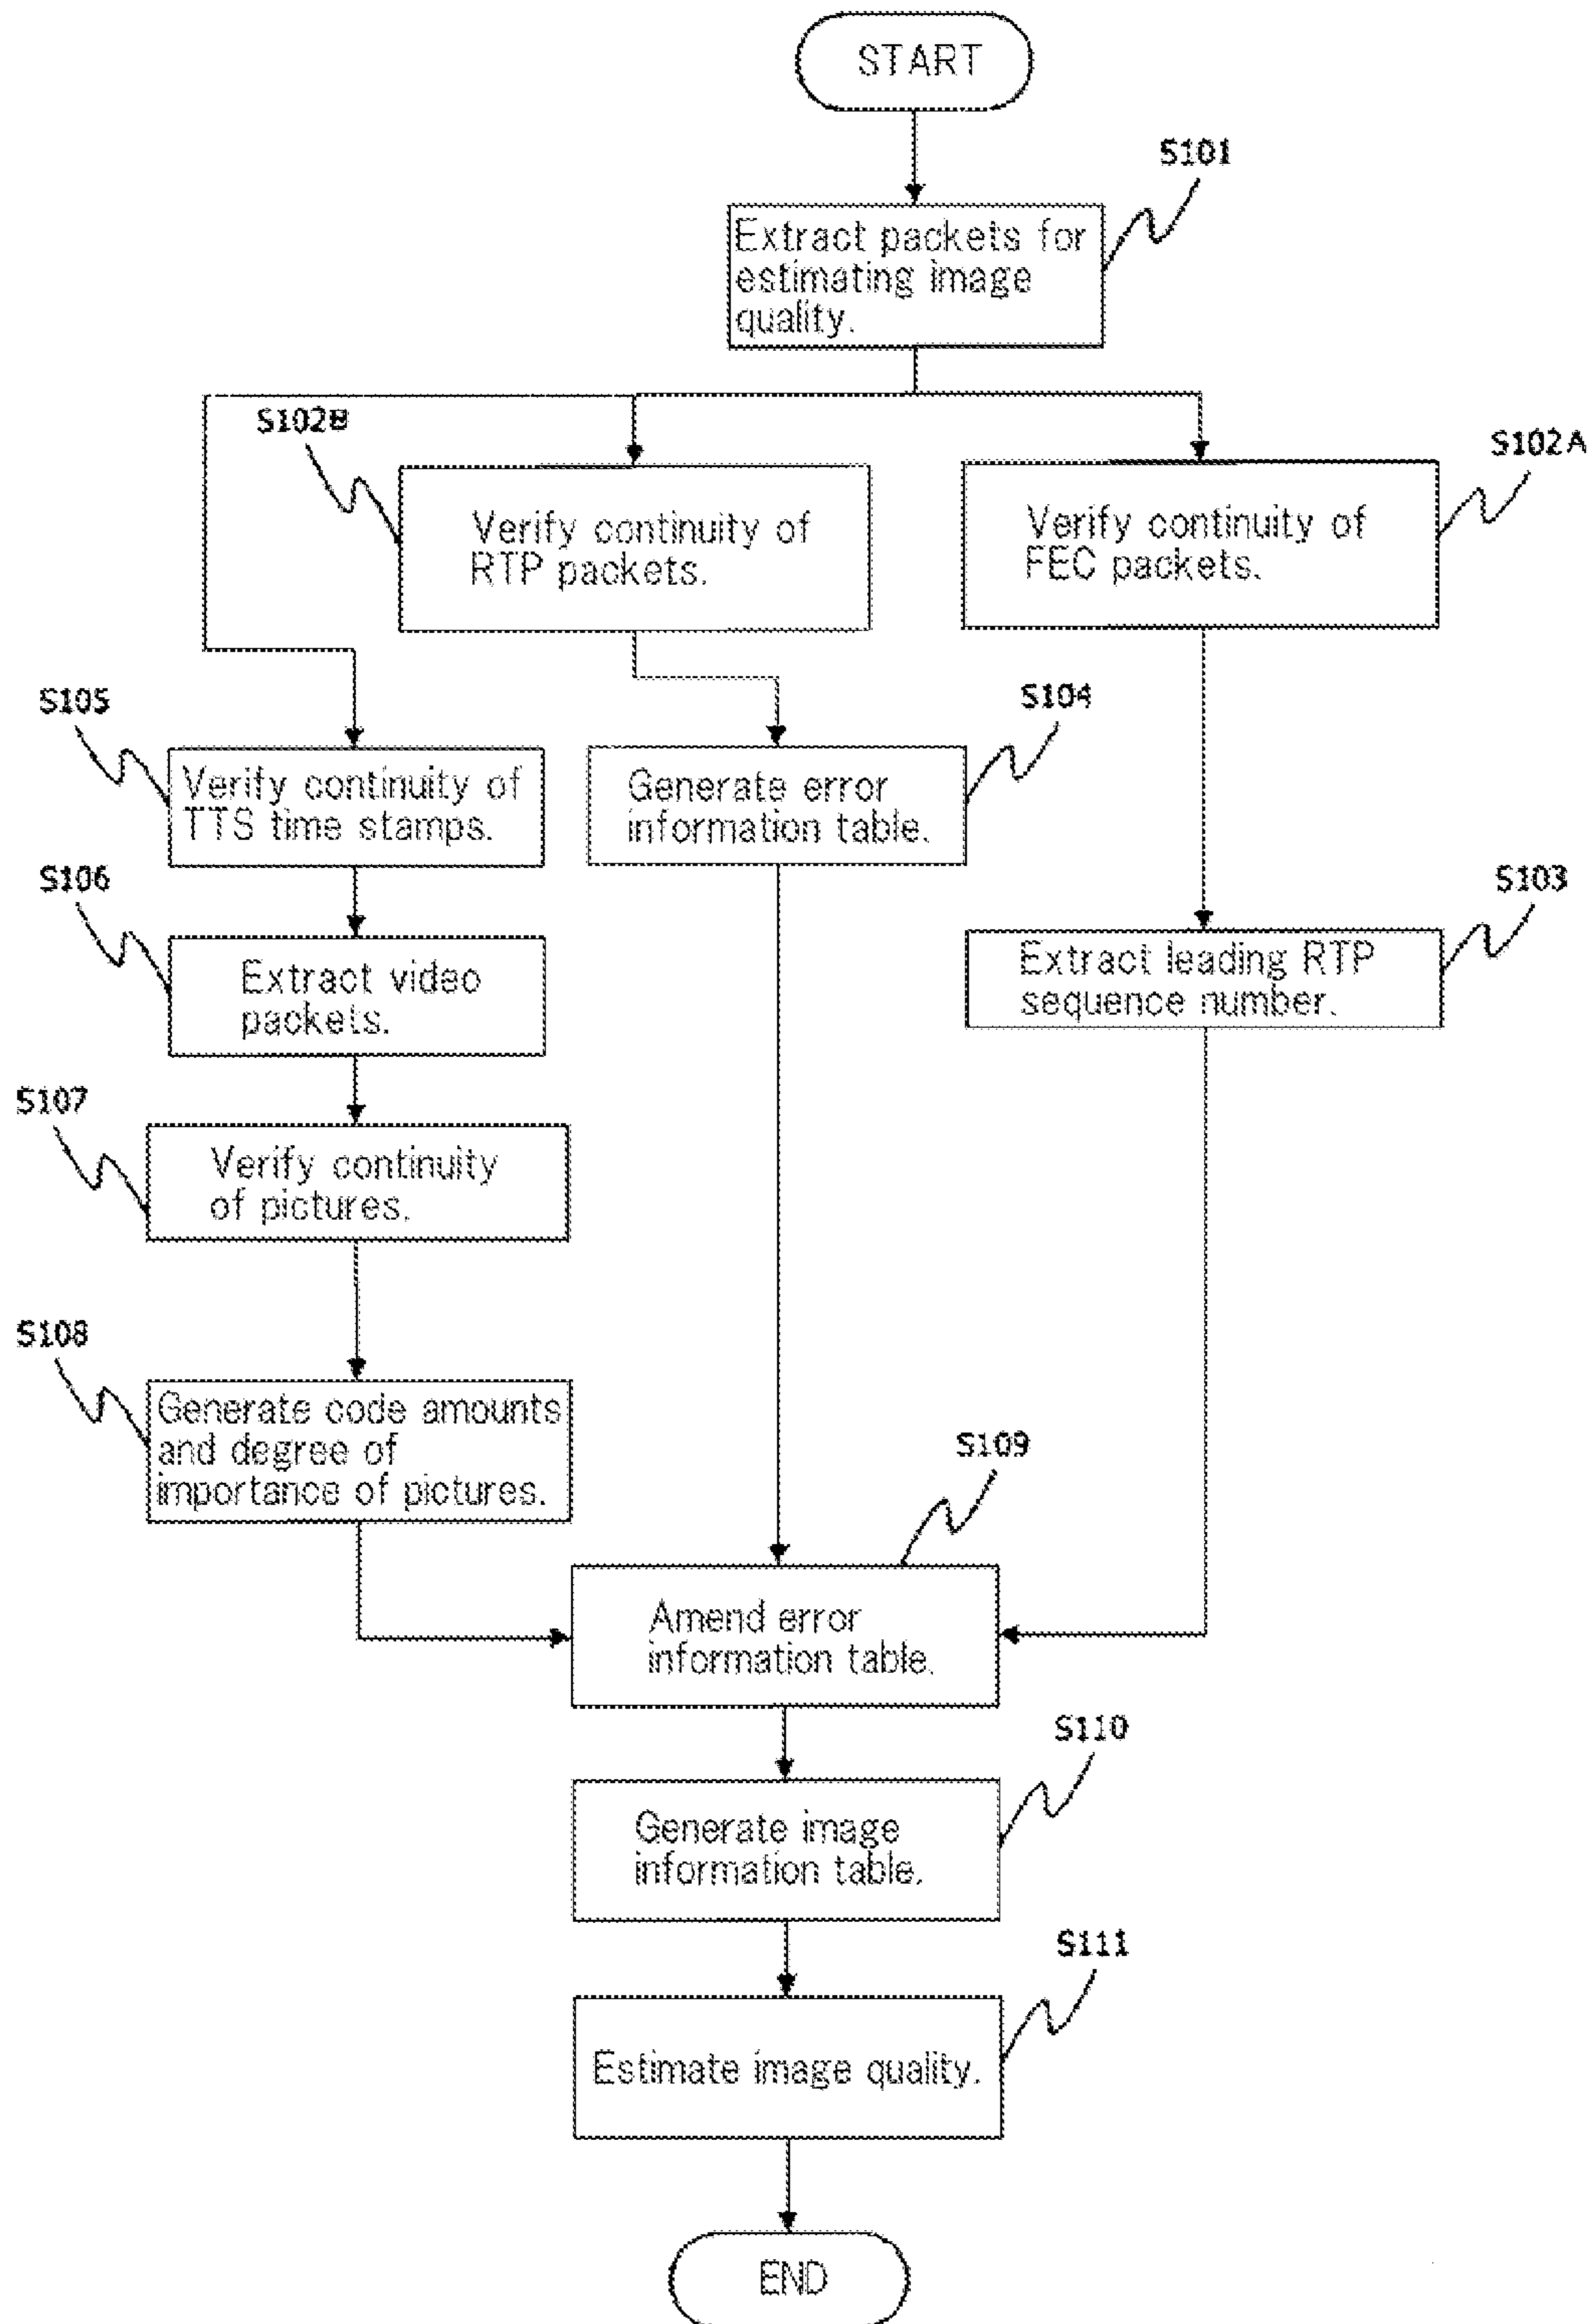 START
S101
Extract packets for
estimating image
quality.
S102B
S102A
Verify continuity of
RTP packets.
Verify continuity of
FEC packets.
S105
S104
Verify continuity of
TTS time stamps.
Generate error
information table.
S106
S103
Extract video
packets.
Extract leading RTP
sequence number.
S107
Verify continuity
of pictures.
S108
Generate code amounts
and degree of
importance of pictures.
S109
Amend error
information table.
S110
Generate image
information table.
S111
Estimate image quality.
END